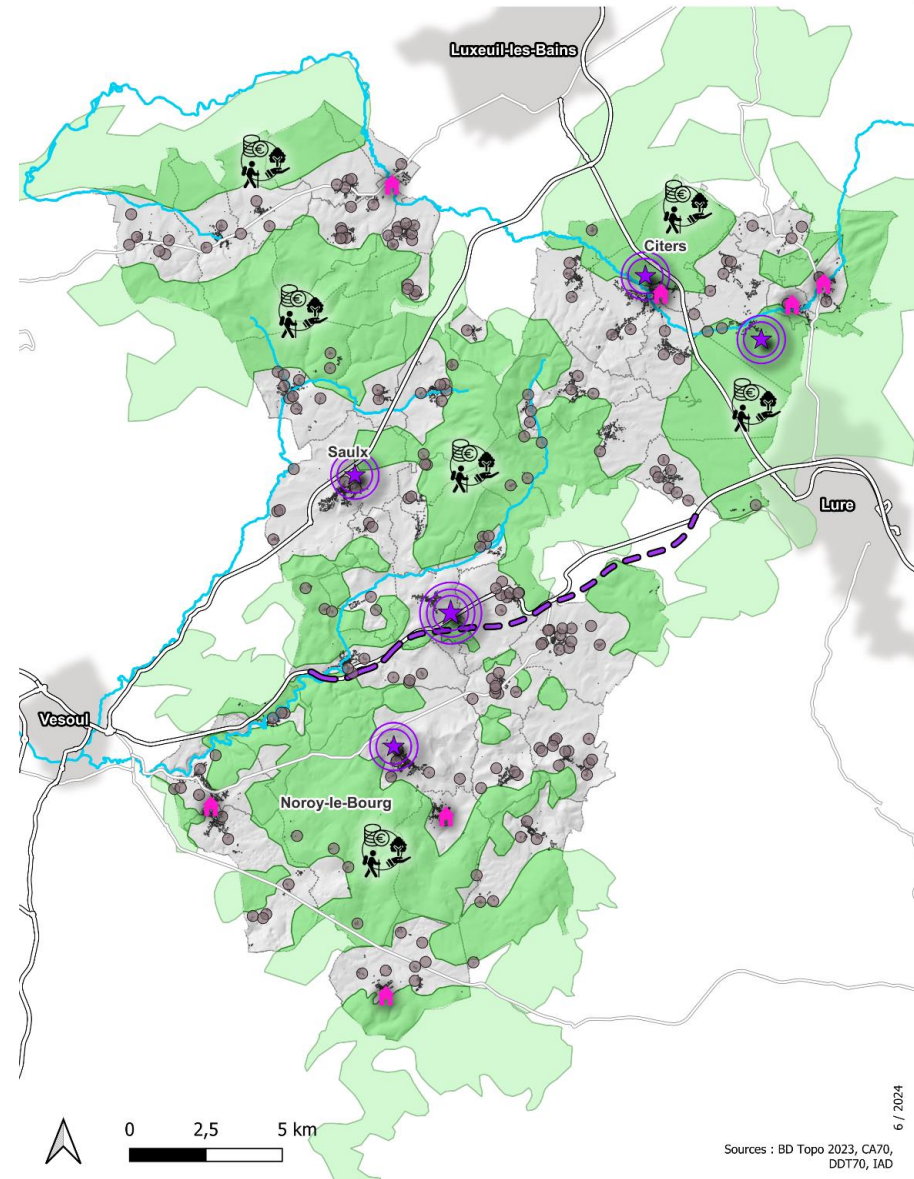 Luxeuil-les-Bains
Citers
Saulx
Lure
Vesoul
Noroy-le-Bourg
0 2,5 5 km
6 / 2024
Sources : BD Topo 2023, CA70,
DDT70, IAD